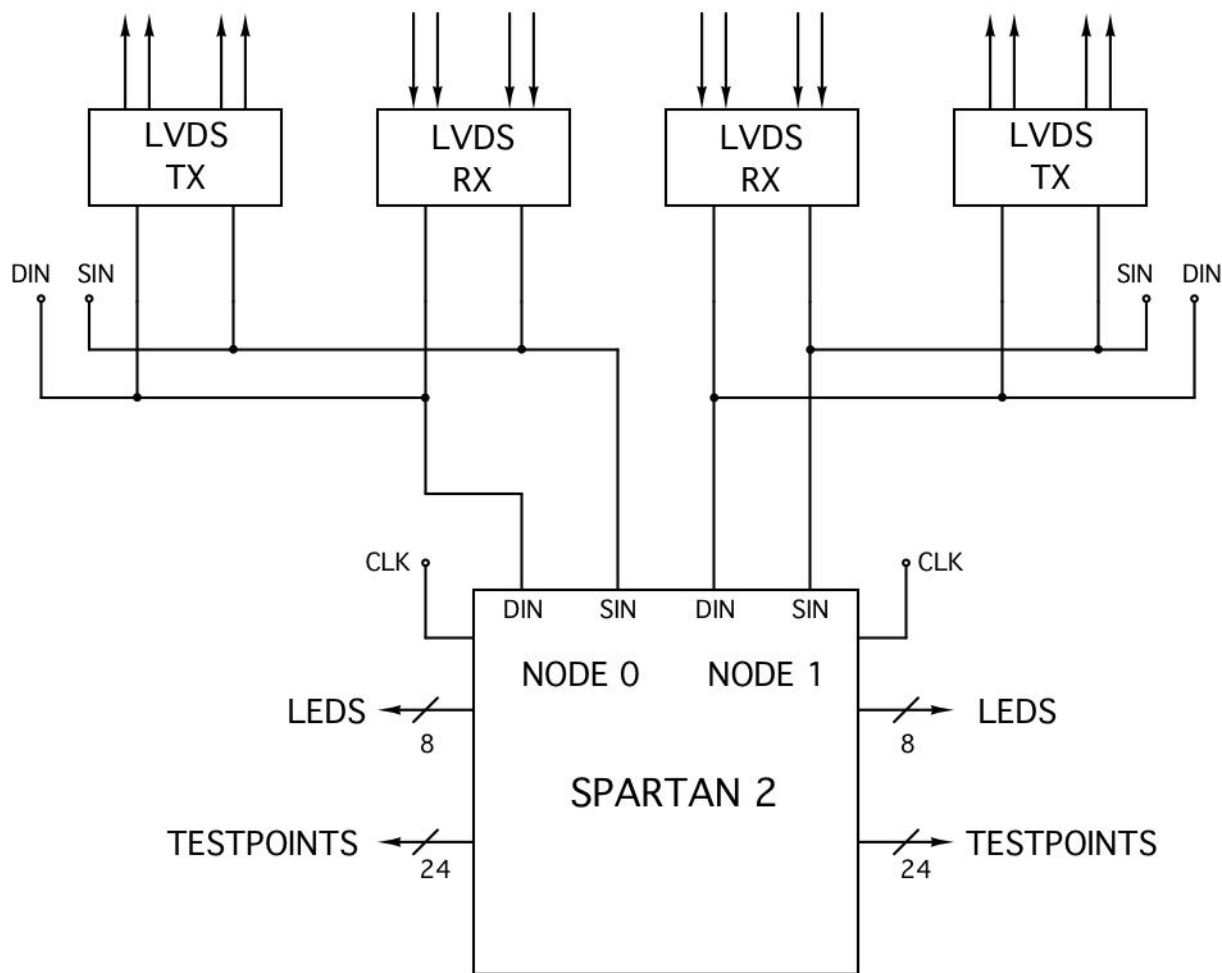 LVDS
TX
LVDS
RX
LVDS
RX
LVDS
TX
DIN SIN
SIN DIN
CLK
CLK
DIN SIN DIN SIN
NODE 0 NODE 1
LEDS
8
LEDS
8
SPARTAN 2
TESTPOINTS
24
TESTPOINTS
24